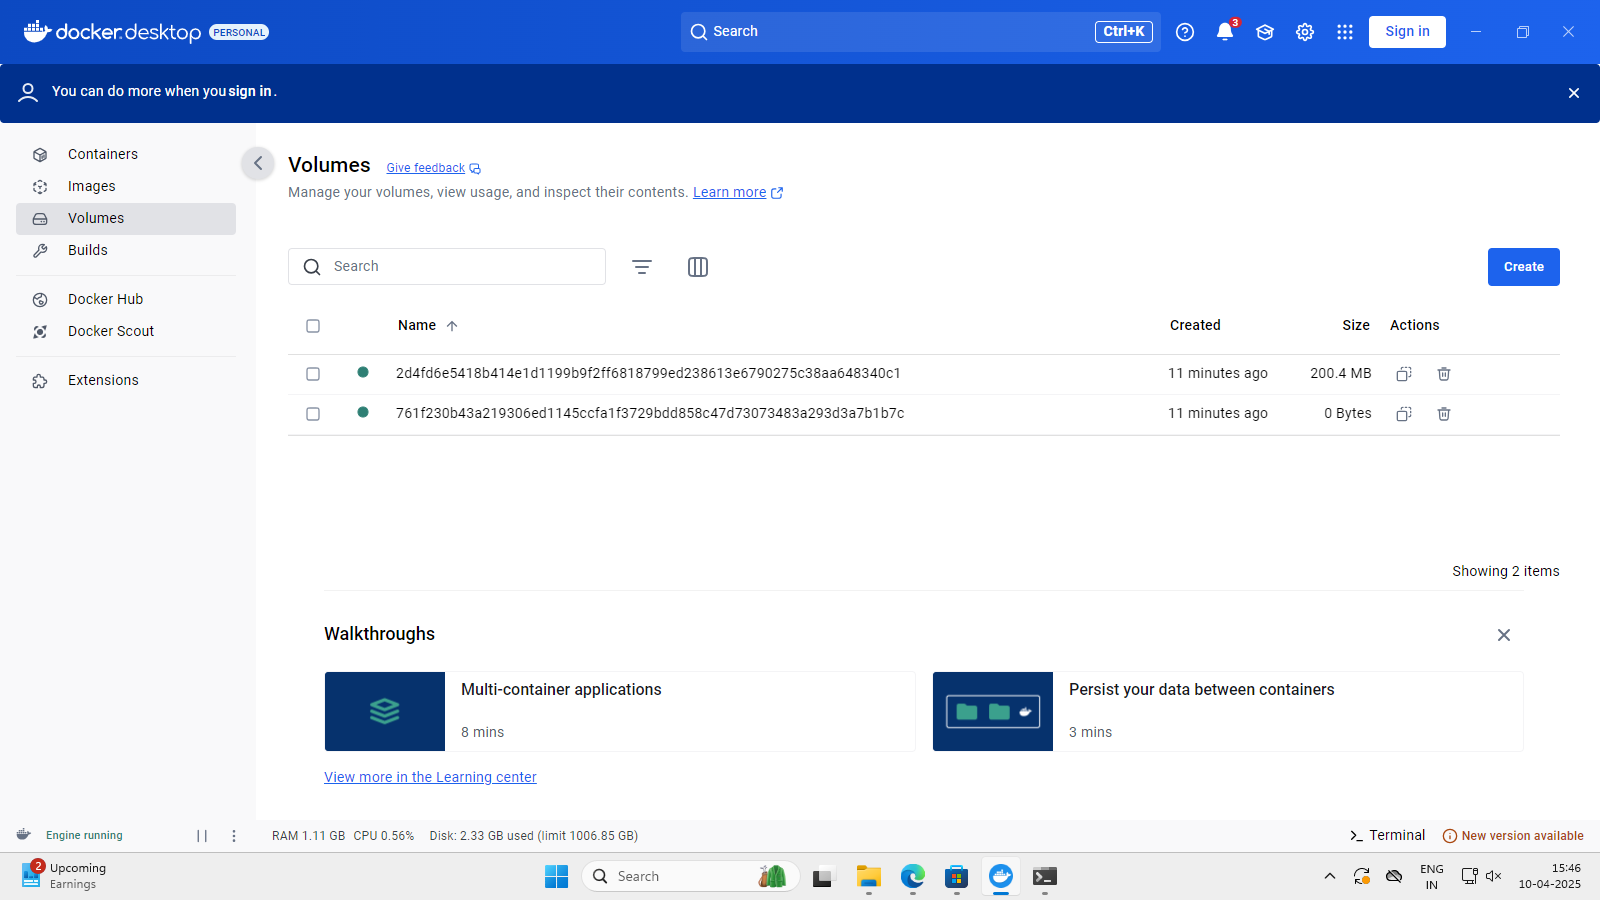 docker desktop PERSONAL
Search
Ctrl+K
3
Sign in
You can do more when you sign in.
Containers
Images
Volumes
Builds
Docker Hub
Docker Scout
Extensions
Volumes
Give feedback
Manage your volumes, view usage, and inspect their contents. Learn more
Search
Create
Name Created Size Actions
2d4fd6e5418b414e1d1199b9f2ff6818799ed238613e6790275c38aa648340c1 11 minutes ago 200.4 MB
761f230b43a219306ed1145ccfa1f3729bdd858c47d73073483a293d3a7b1b7c 11 minutes ago 0 Bytes
Showing 2 items
Walkthroughs
Multi-container applications
8 mins
Persist your data between containers
3 mins
View more in the Learning center
Engine running
RAM 1.11 GB CPU 0.56% Disk: 2.33 GB used (limit 1006.85 GB)
Terminal
New version available
2
Upcoming
Earnings
Search
ENG
IN
15:46
10-04-2025